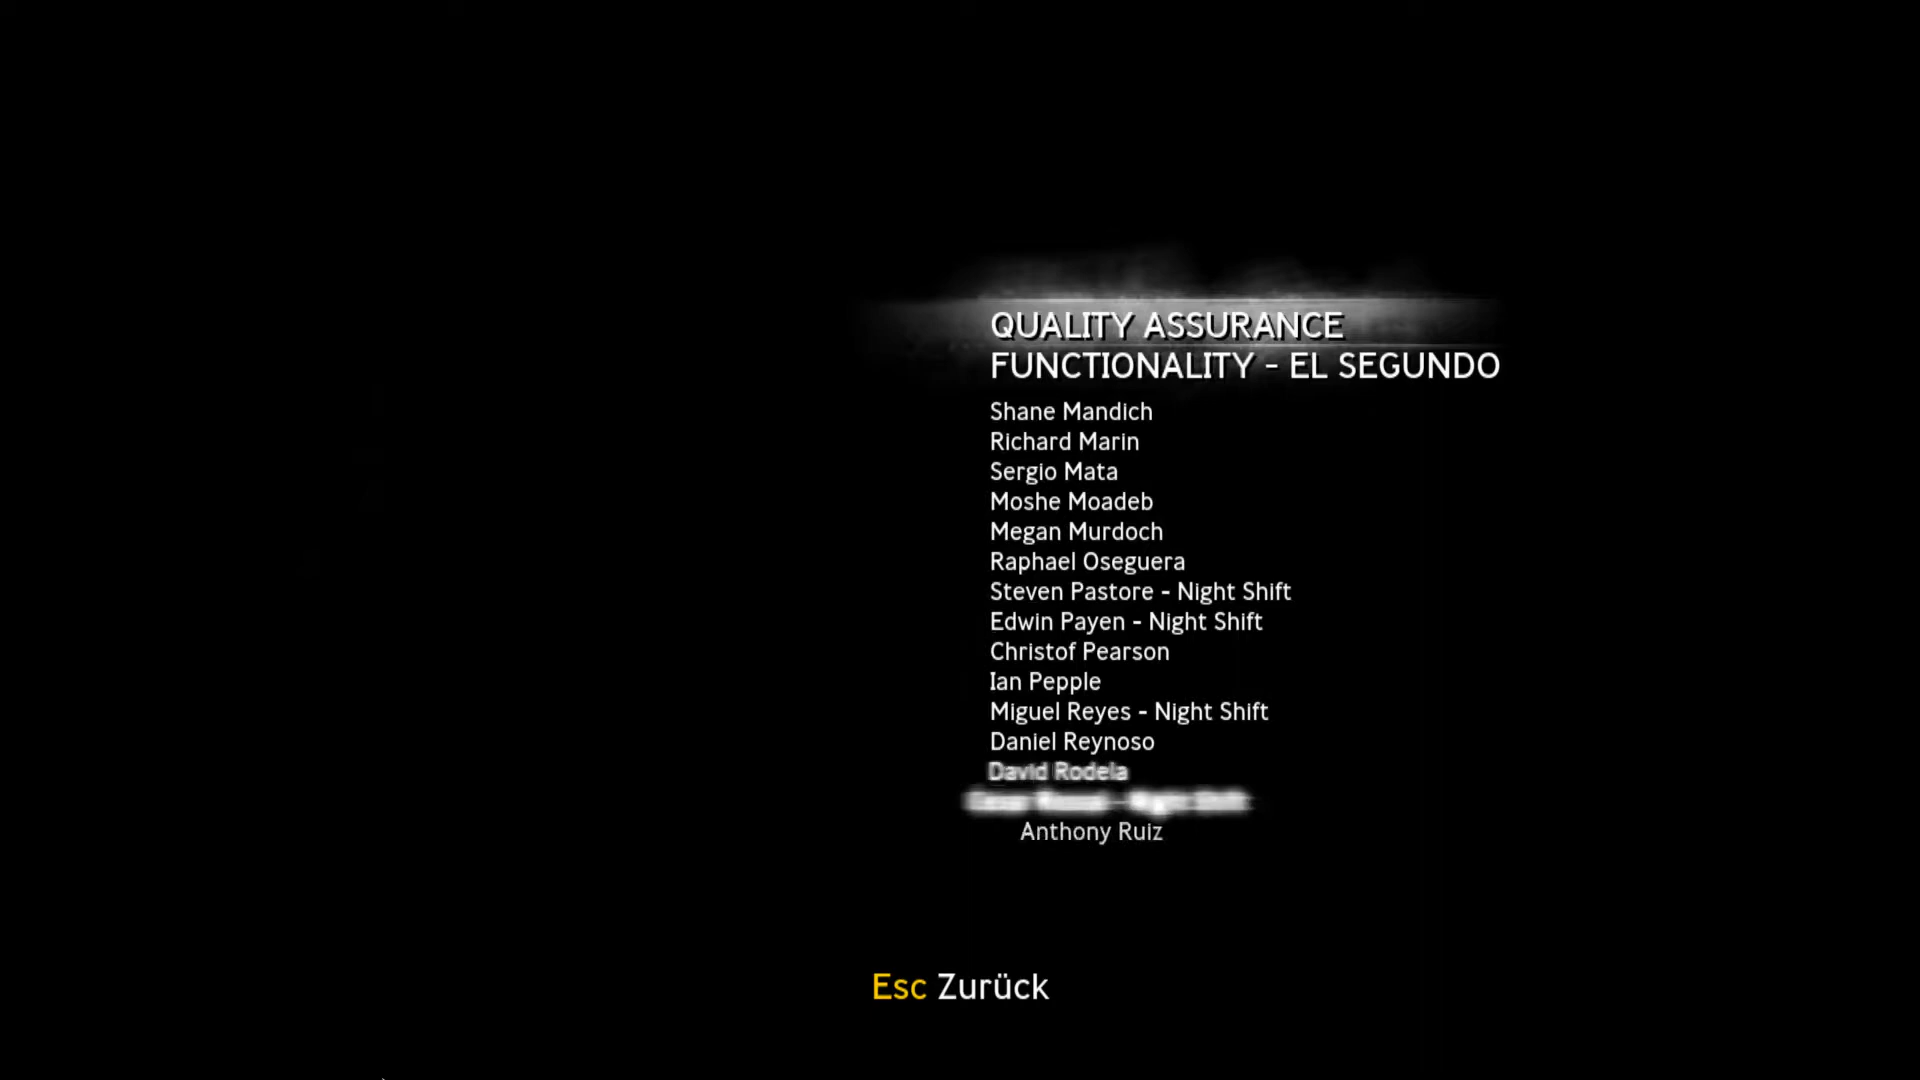 QUALITY ASSURANCE
FUNCTIONALITY - EL SEGUNDO
Shane Mandich
Richard Marin
Sergio Mata
Moshe Moadeb
Megan Murdoch
Raphael Oseguera
Steven Pastore - Night Shift
Edwin Payen - Night Shift
Christof Pearson
Ian Pepple
Miguel Reyes - Night Shift
Daniel Reynoso
David Rodela
- Night Shift
Anthony Ruiz
Esc Zurück